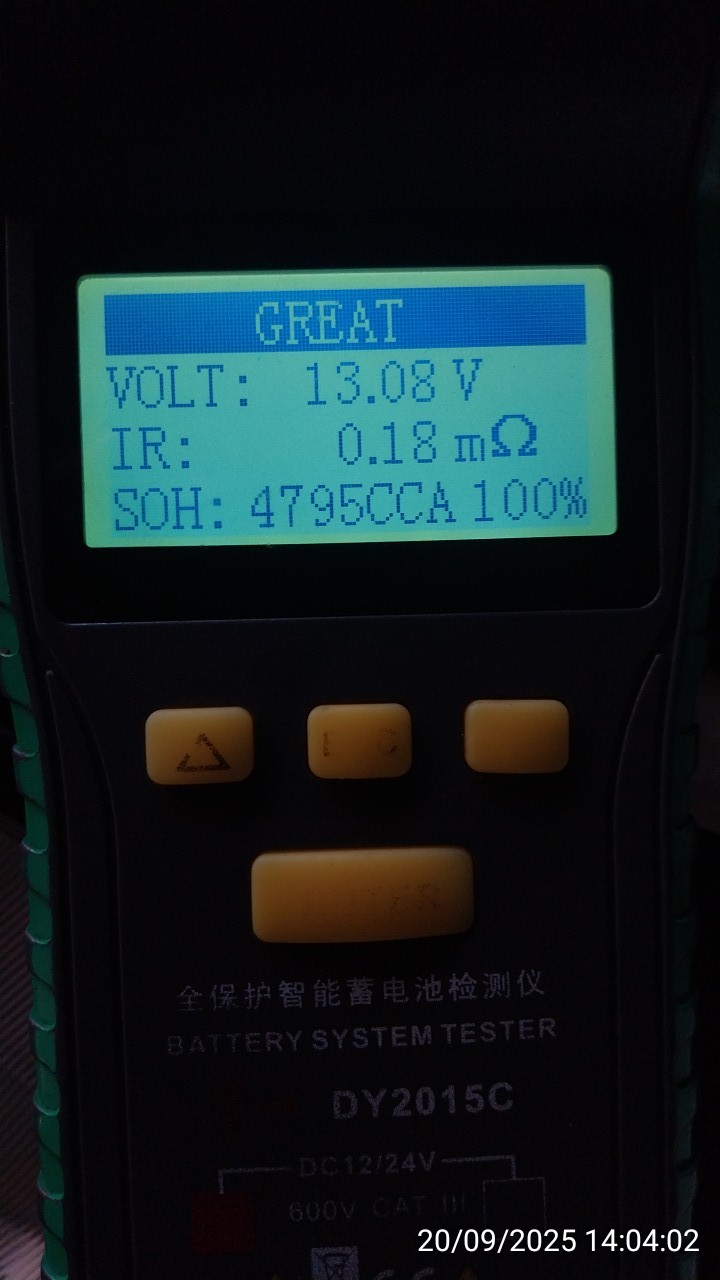 GREAT
VOLT: 13.08 V
IR: 0.18 mΩ
SOH: 4795CCA 100%
全保护智能蓄电池检测仪
BATTERY SYSTEM TESTER
DY2015C
DC12/24V
600V CAT III
20/09/2025 14:04:02